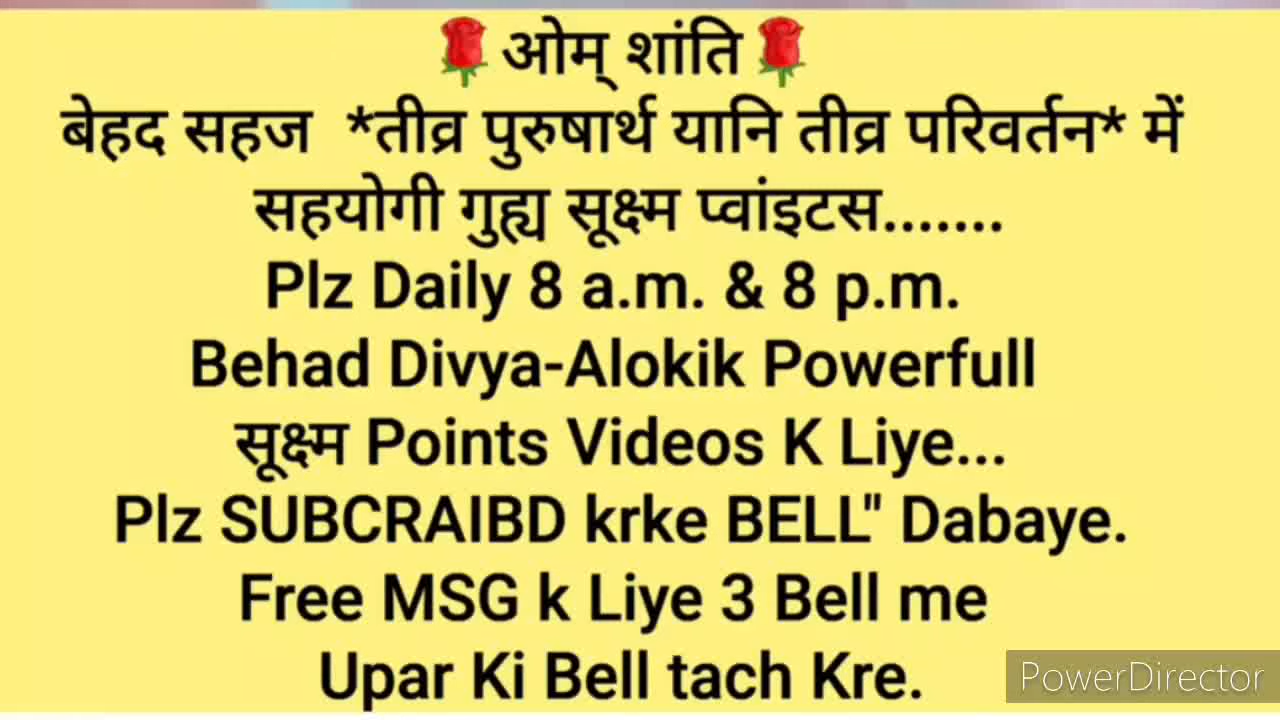 🌹ओम् शांति🌹
बेहद सहज *तीव्र पुरुषार्थ यानि तीव्र परिवर्तन* में
सहयोगी गुह्य सूक्ष्म प्वांइटस.......
Plz Daily 8 a.m. & 8 p.m.
Behad Divya-Alokik Powerfull
सूक्ष्म Points Videos K Liye...
Plz SUBCRAIBD krke BELL" Dabaye.
Free MSG k Liye 3 Bell me
Upar Ki Bell tach Kre.
PowerDirector